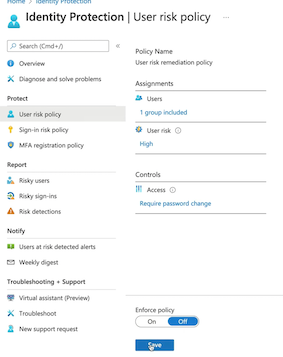 Home > Identity Protection
Identity Protection | User risk policy ...
Search (Cmd+/) «
Overview
Diagnose and solve problems
Protect
User risk policy
Sign-in risk policy
MFA registration policy
Report
Risky users
Risky sign-ins
Risk detections
Notify
Users at risk detected alerts
Weekly digest
Troubleshooting + Support
Virtual assistant (Preview)
Troubleshoot
New support request
Policy Name
User risk remediation policy
Assignments
Users
1 group included
User risk
High
Controls
Access
Require password change
Enforce policy
On Off
Save